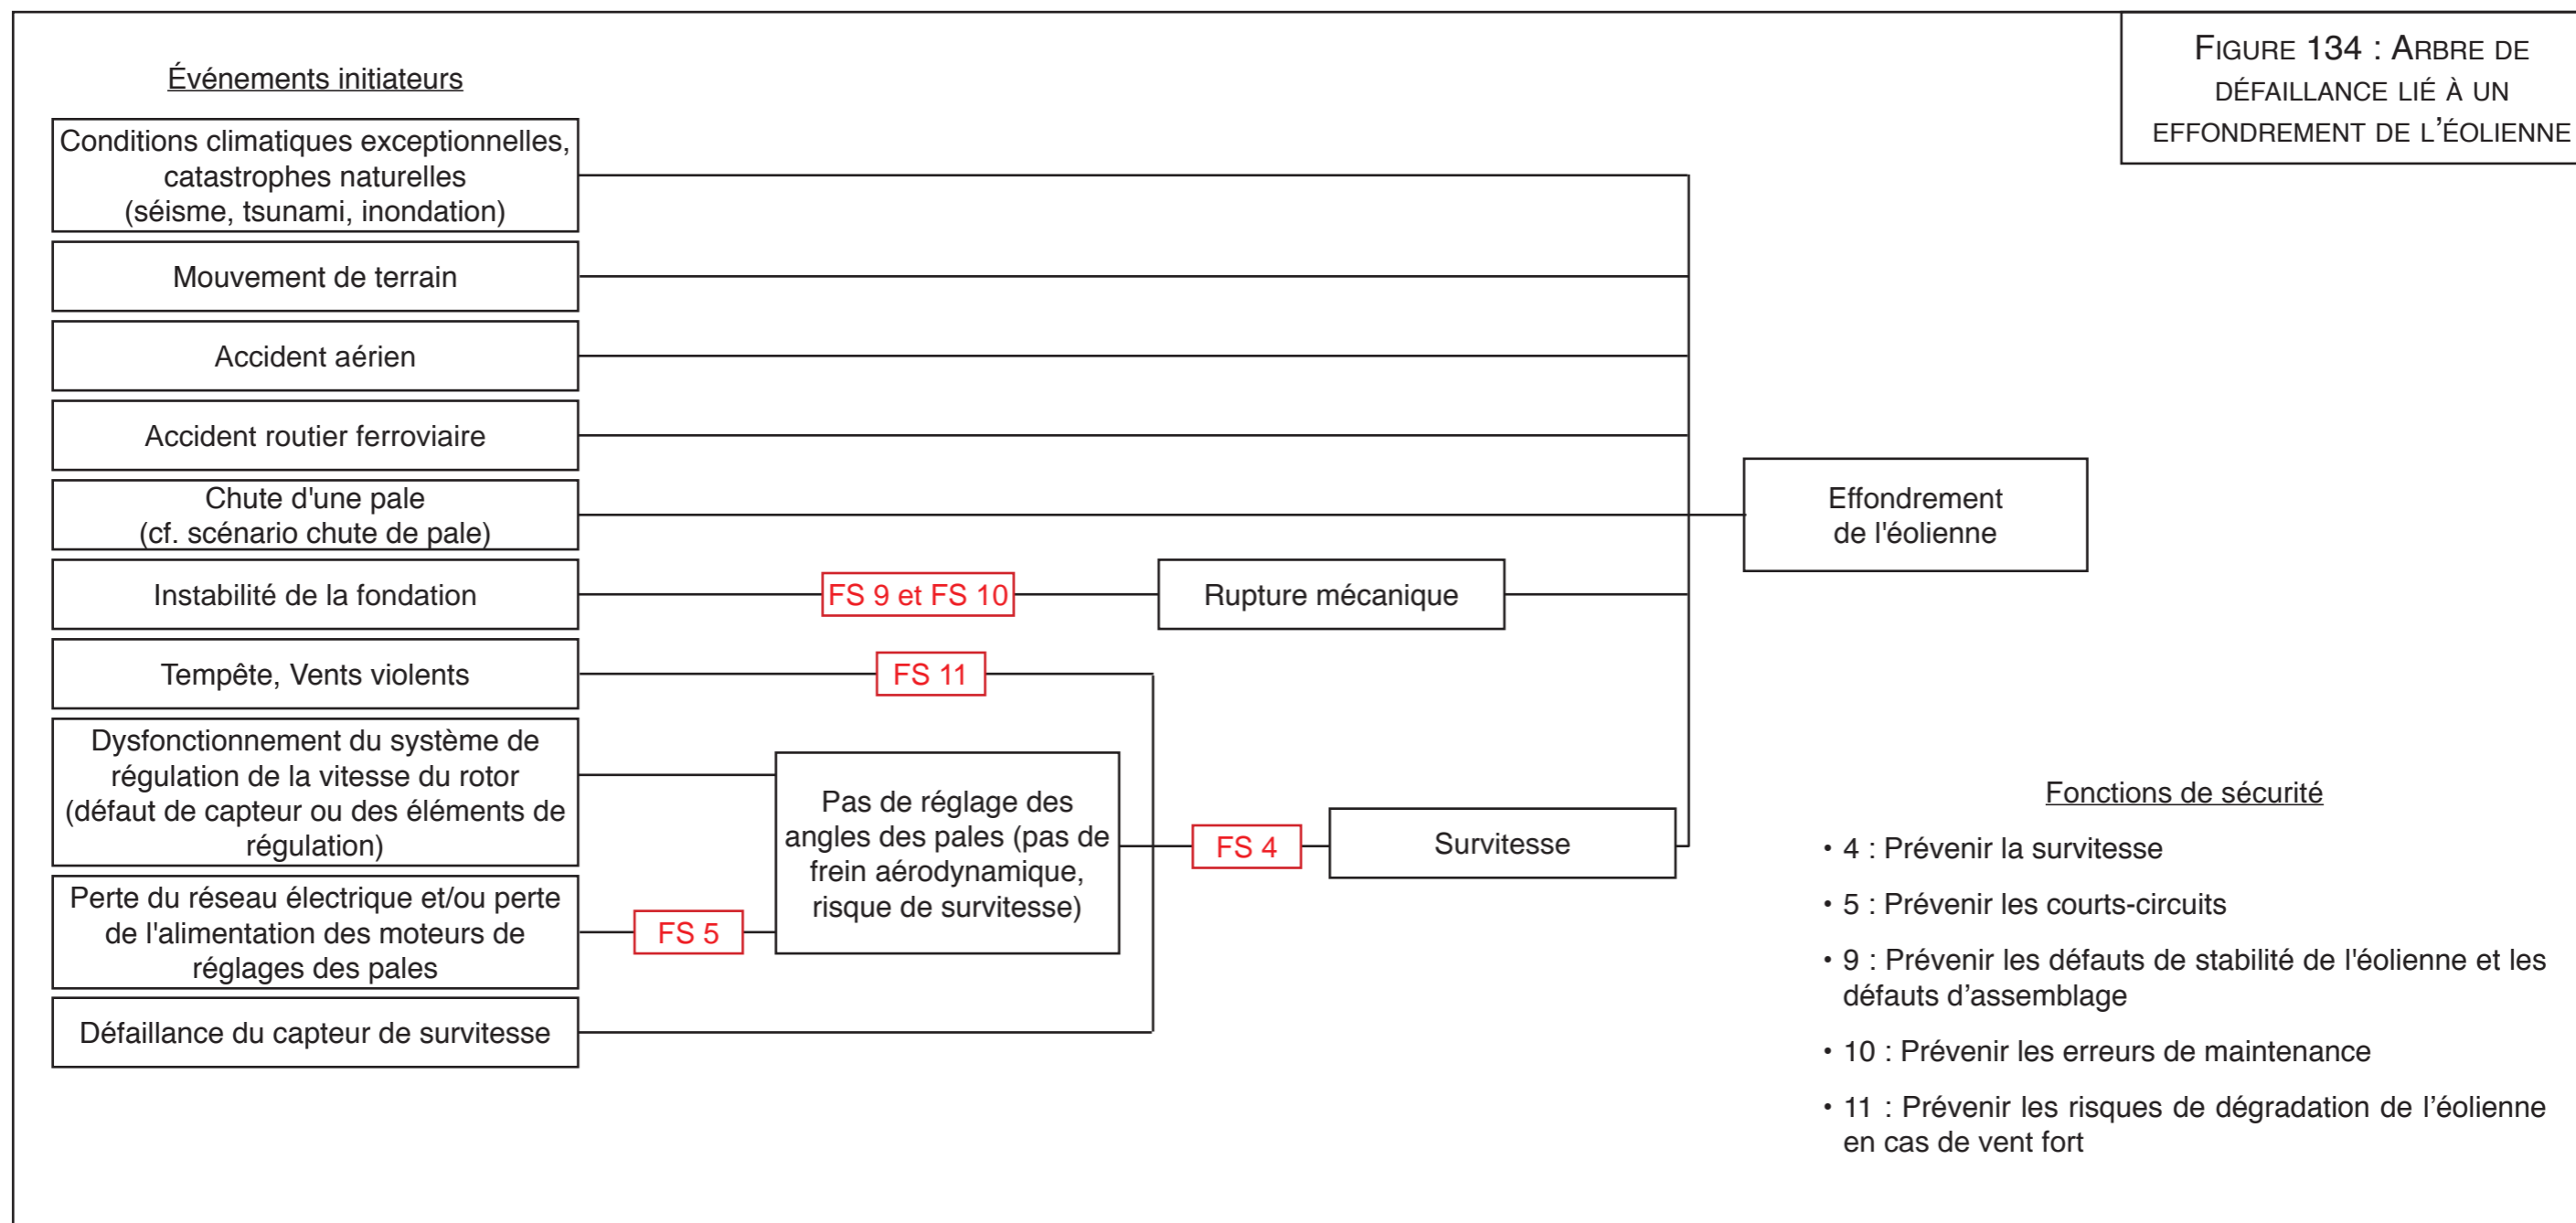 FIGURE 134 : ARBRE DE
DÉFAILLANCE LIÉ À UN
EFFONDREMENT DE L'ÉOLIENNE
Événements initiateurs
Conditions climatiques exceptionnelles,
catastrophes naturelles
(séisme, tsunami, inondation)
Mouvement de terrain
Accident aérien
Accident routier ferroviaire
Chute d'une pale
(cf. scénario chute de pale)
Effondrement
de l'éolienne
Instabilité de la fondation
FS 9 et FS 10
Rupture mécanique
Tempête, Vents violents
FS 11
Dysfonctionnement du système de
régulation de la vitesse du rotor
(défaut de capteur ou des éléments de
régulation)
Pas de réglage des
angles des pales (pas de
frein aérodynamique,
risque de survitesse)
FS 4
Survitesse
Perte du réseau électrique et/ou perte
de l'alimentation des moteurs de
réglages des pales
FS 5
Défaillance du capteur de survitesse
Fonctions de sécurité
• 4 : Prévenir la survitesse
• 5 : Prévenir les courts-circuits
• 9 : Prévenir les défauts de stabilité de l'éolienne et les
défauts d'assemblage
• 10 : Prévenir les erreurs de maintenance
• 11 : Prévenir les risques de dégradation de l'éolienne
en cas de vent fort